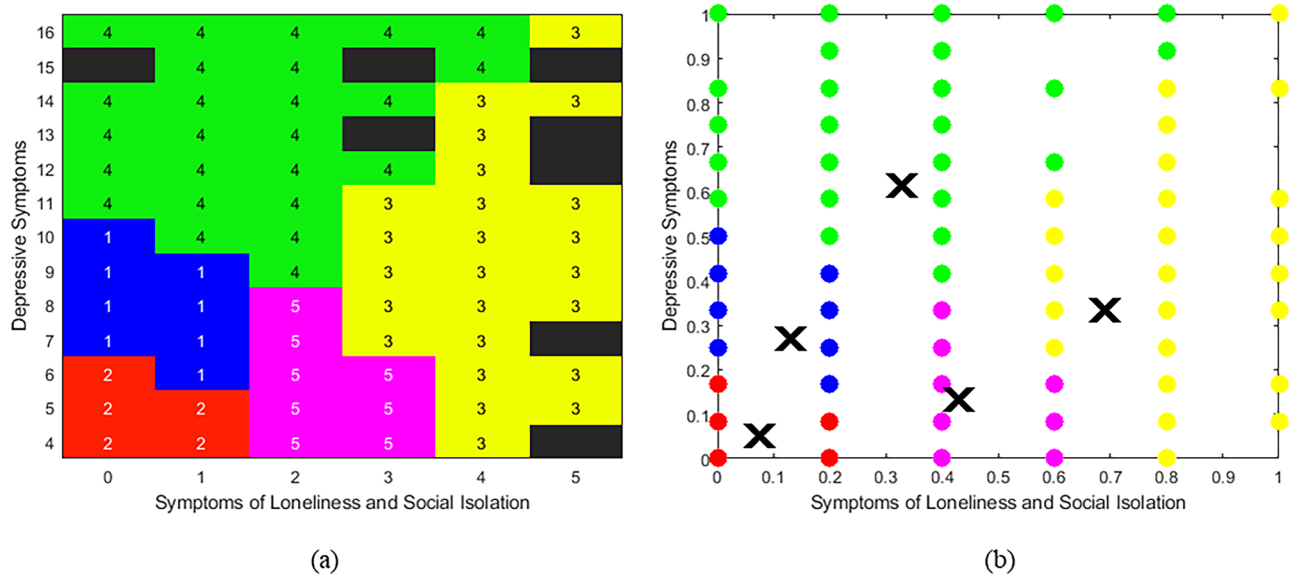 Depressive Symptoms
16 4 4 4 4 4 3
15 4 4 4
14 4 4 4 4 3 3
13 4 4 4 3
12 4 4 4 4 3
11 4 4 4 3 3 3
10 1 4 4 3 3 3
9 1 1 4 3 3 3
8 1 1 5 3 3 3
7 1 1 5 3 3
6 2 1 5 5 3 3
5 2 2 5 5 3 3
4 2 2 5 5 3
0 1 2 3 4 5
Symptoms of Loneliness and Social Isolation
(a)
Depressive Symptoms
1
0.9
0.8
0.7
0.6
0.5
0.4
0.3
0.2
0.1
0
0 0.1 0.2 0.3 0.4 0.5 0.6 0.7 0.8 0.9 1
Symptoms of Loneliness and Social Isolation
(b)